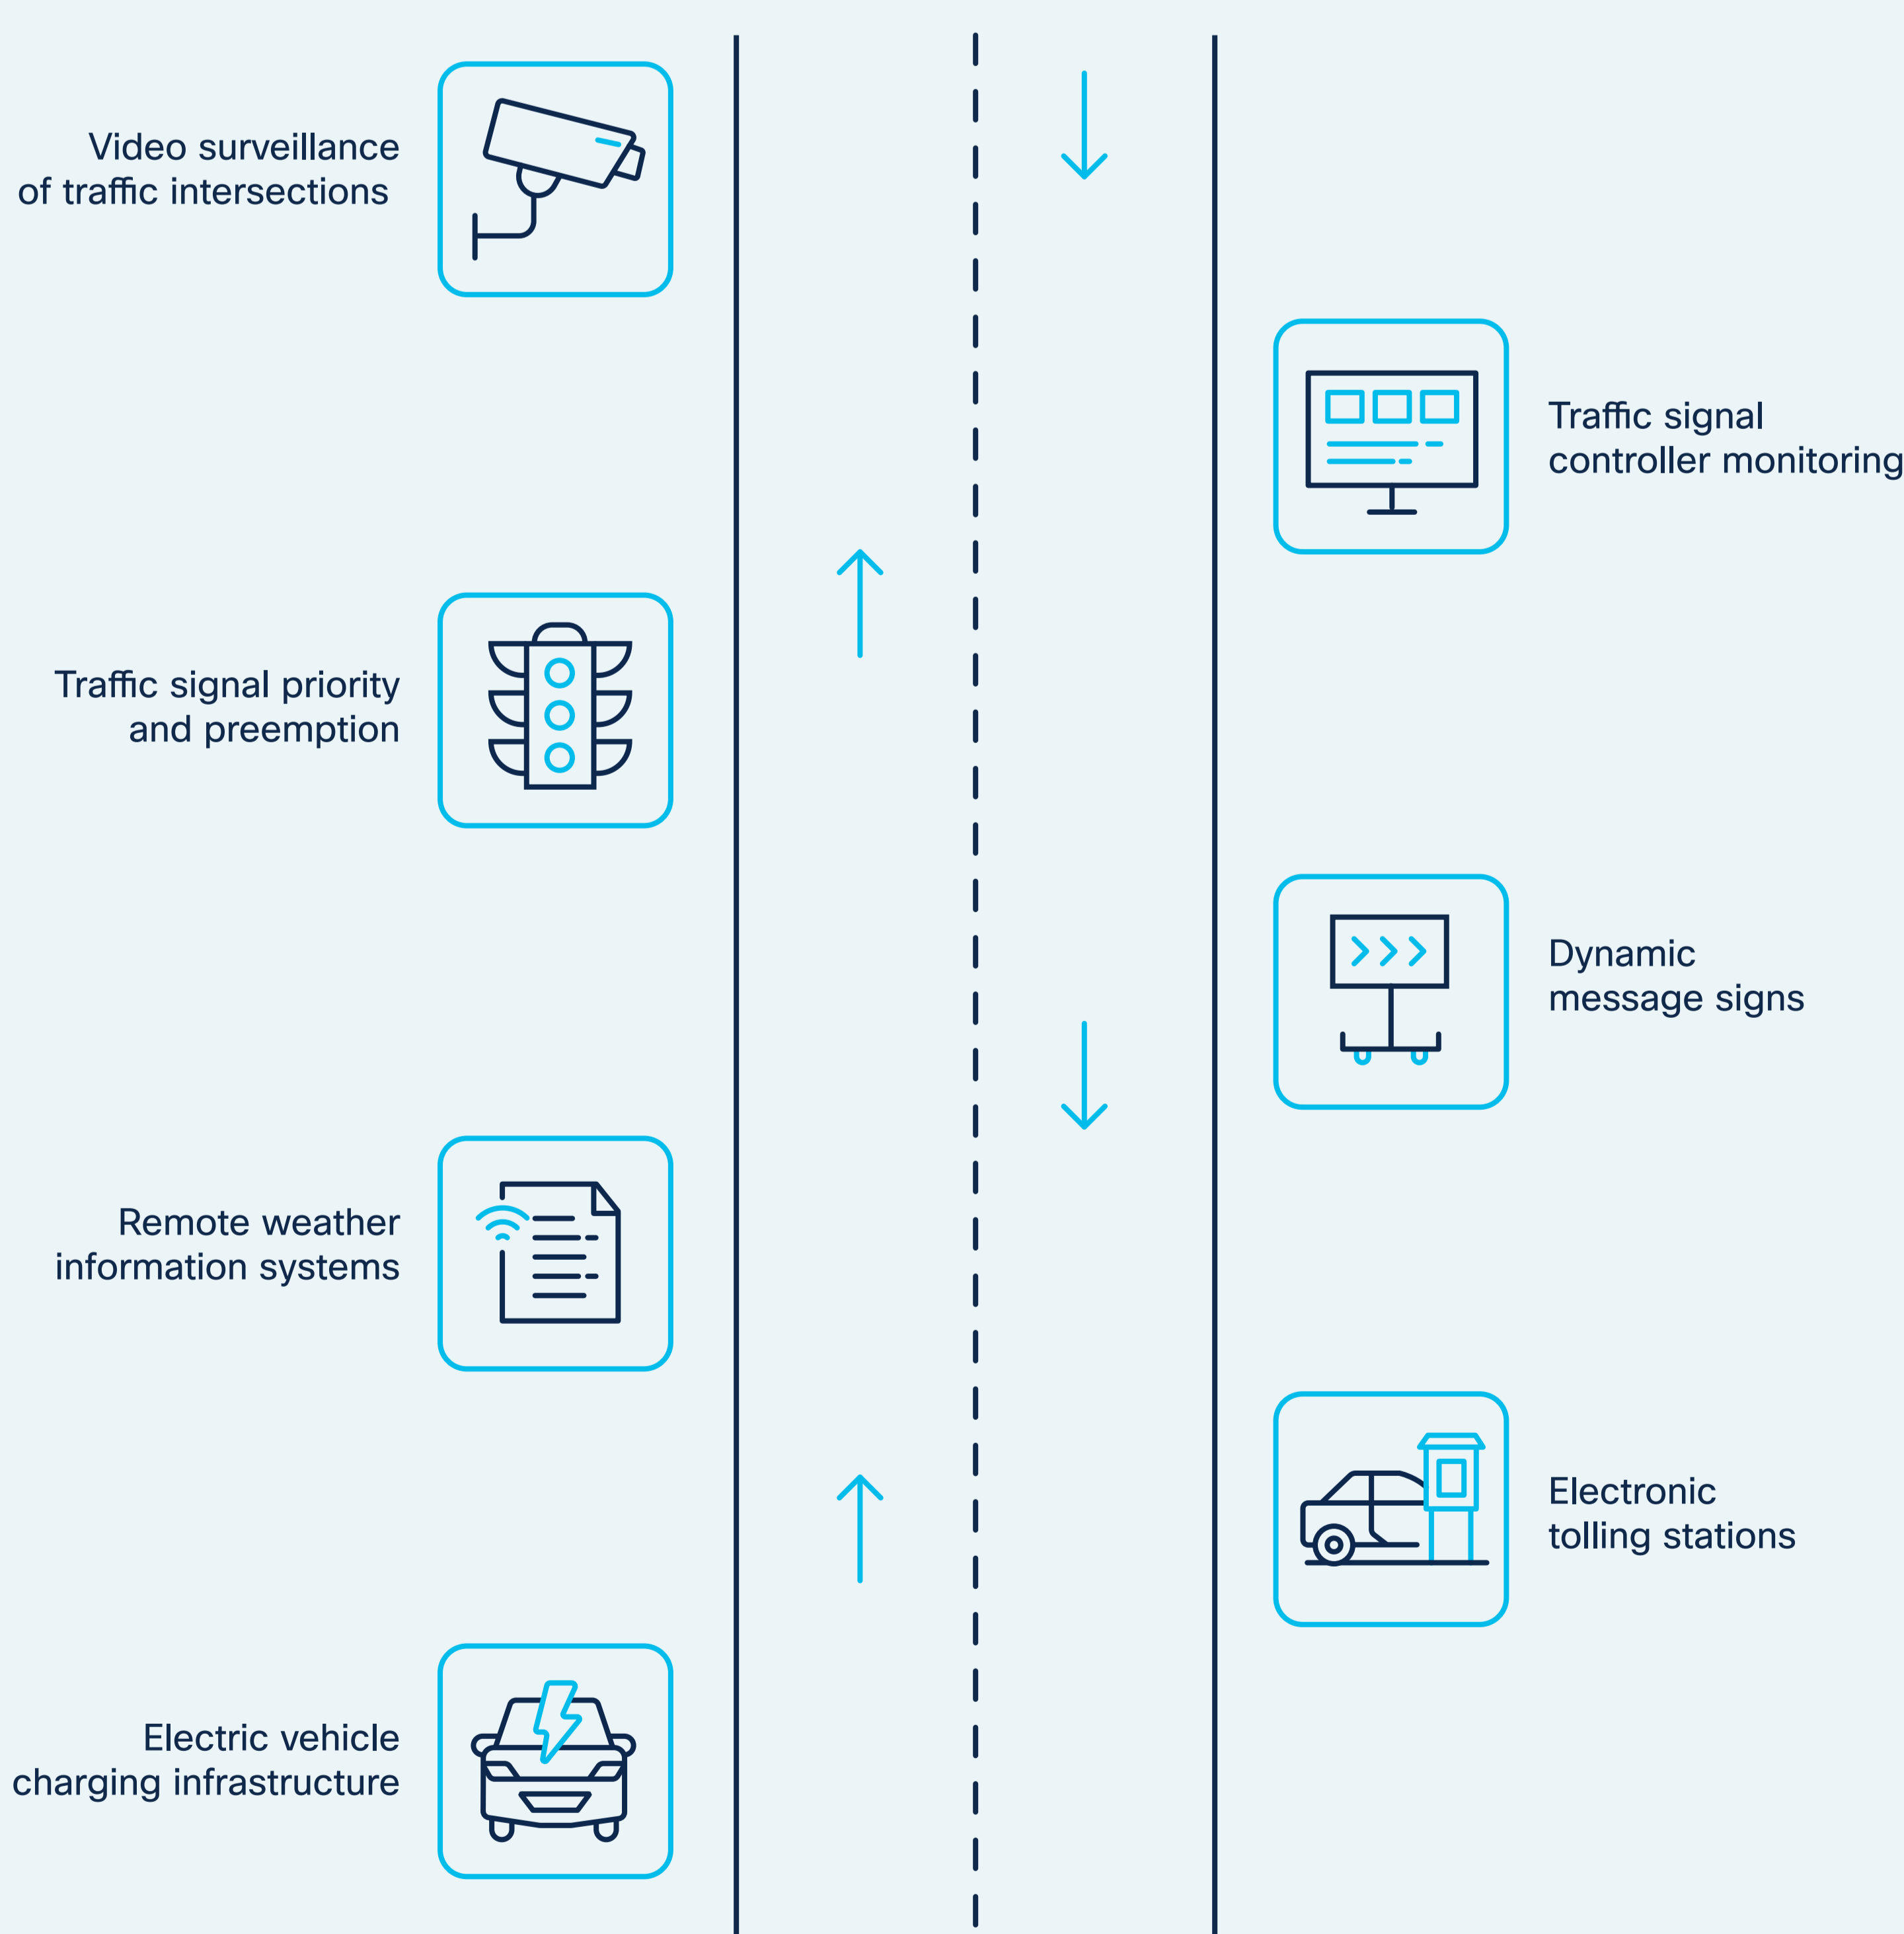 Video surveillance
of traffic intersections
Traffic signal
controller monitoring
Traffic signal priority
and preemption
Dynamic
message signs
Remote weather
information systems
Electronic
tolling stations
Electric vehicle
charging infrastructure